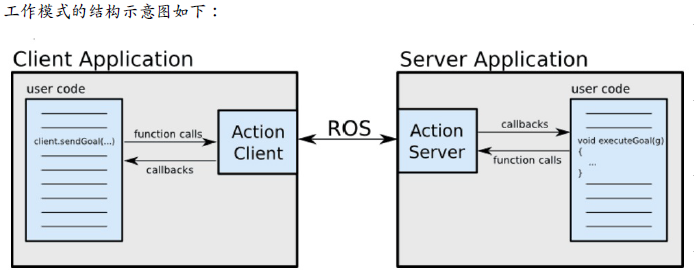 工作模式的结构示意图如下：
Client Application
user code
client.sendGoal(...)
function calls
callbacks
Action
Client
ROS
Server Application
Action
Server
callbacks
function calls
user code
void executeGoal(g)
{
...
}